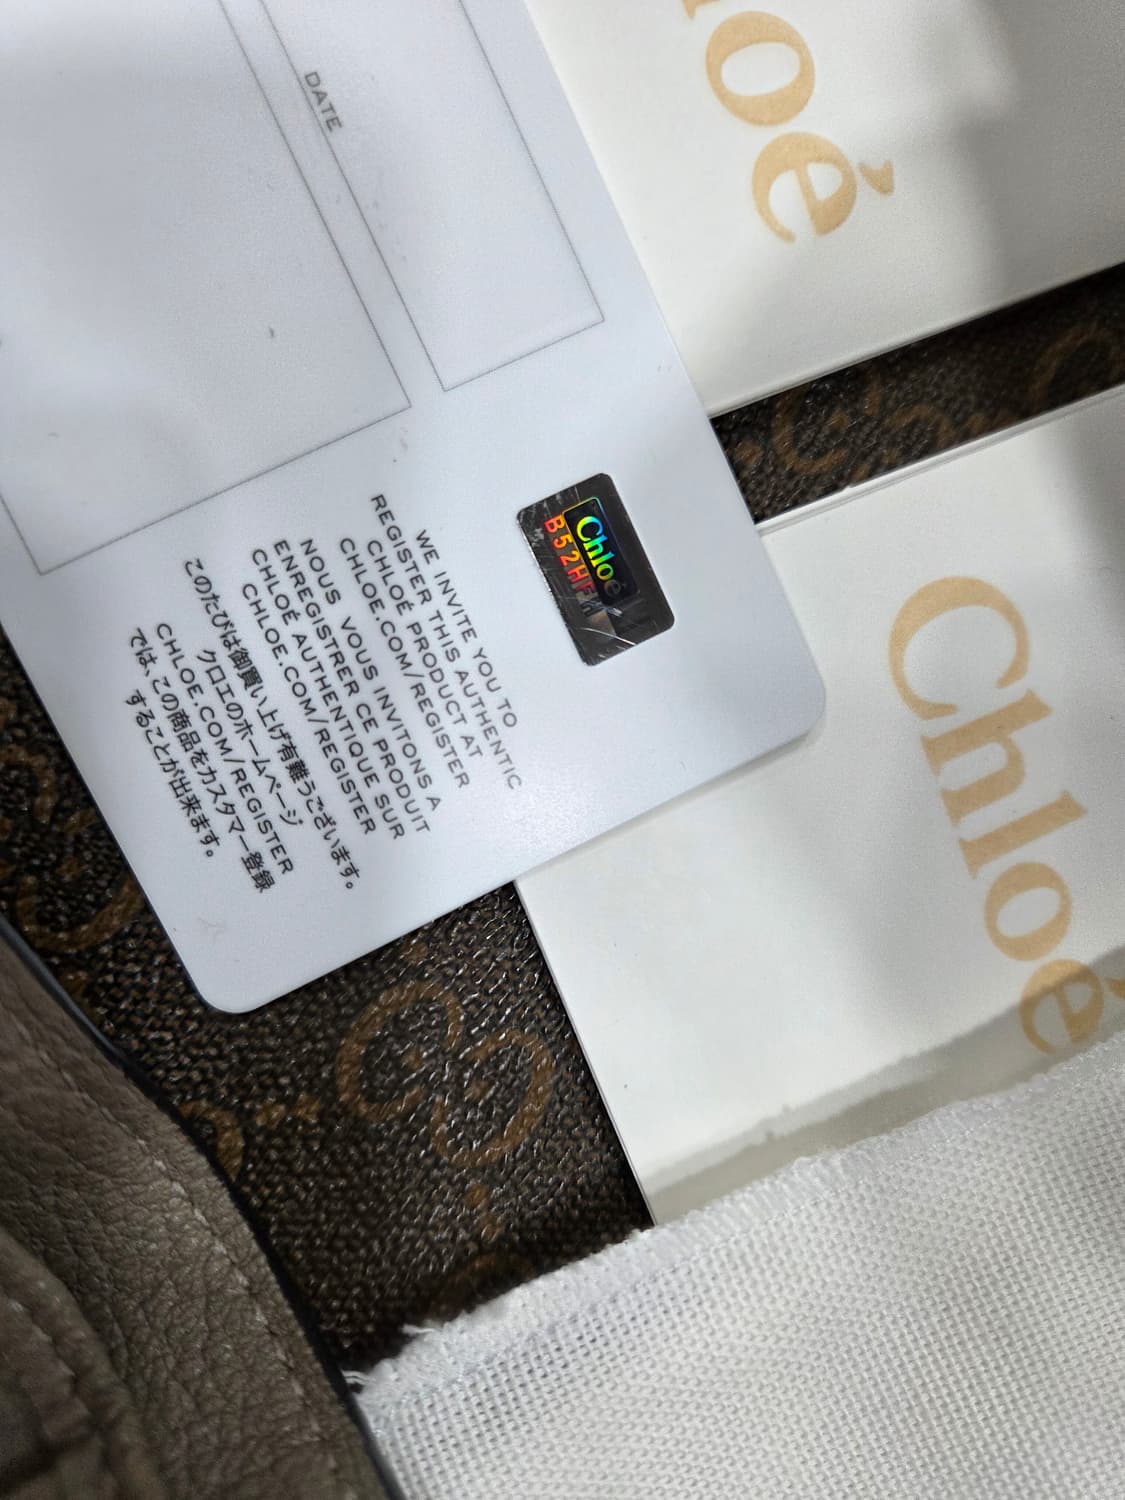 DATE
WE INVITE YOU TO
REGISTER THIS AUTHENTIC
CHLOÉ PRODUCT AT
CHLOE.COM/REGISTER
NOUS VOUS INVITONS A
ENREGISTRER CE PRODUIT
CHLOÉ AUTHENTIQUE SUR
CHLOE.COM/REGISTER
このたびは御買い上げ有難うございます。
クロエのホームページ
CHLOE.COM/REGISTER
では、この商品をカスタマー登録
することが出来ます。
Chloé
Chloé